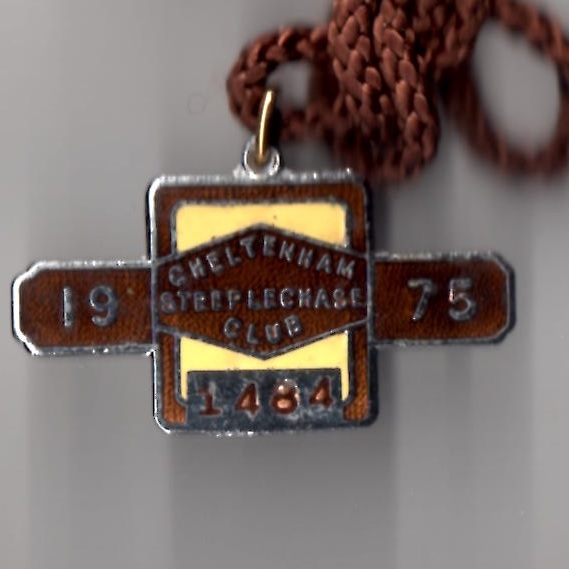 CHELTENHAM
19 STEEPLECHASE 75
CLUB
1484